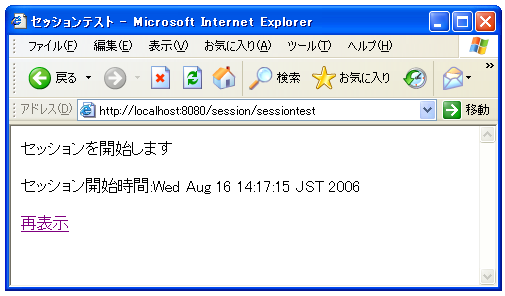 セッションテスト - Microsoft Internet Explorer
ファイル(F) 編集(E) 表示(V) お気に入り(A) ツール(T) ヘルプ(H)
戻る 検索 お気に入り
アドレス(D) http://localhost:8080/session/sessiontest 移動
セッションを開始します
セッション開始時間:Wed Aug 16 14:17:15 JST 2006
再表示